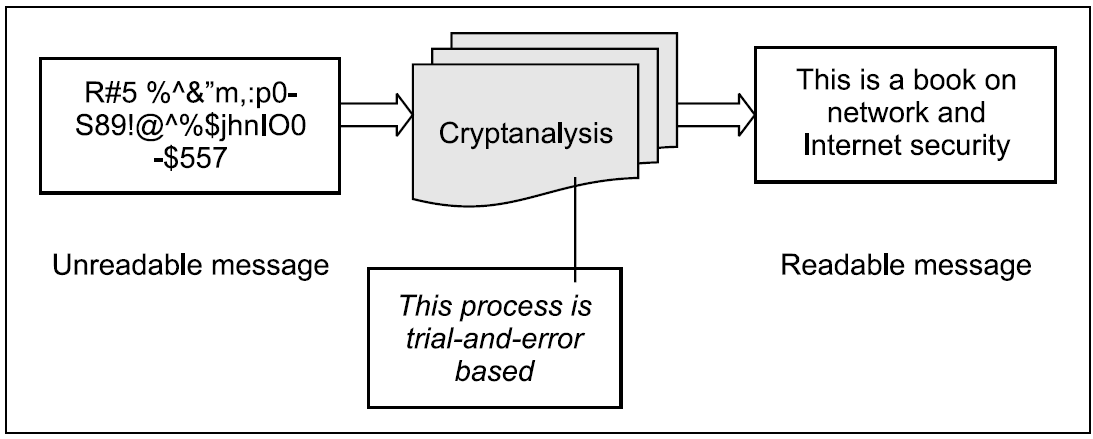 R#5 %^&”m,:p0-
S89!@^%$jhnIO0
-$557
Cryptanalysis
This is a book on
network and
Internet security
Unreadable message
Readable message
This process is
trial-and-error
based